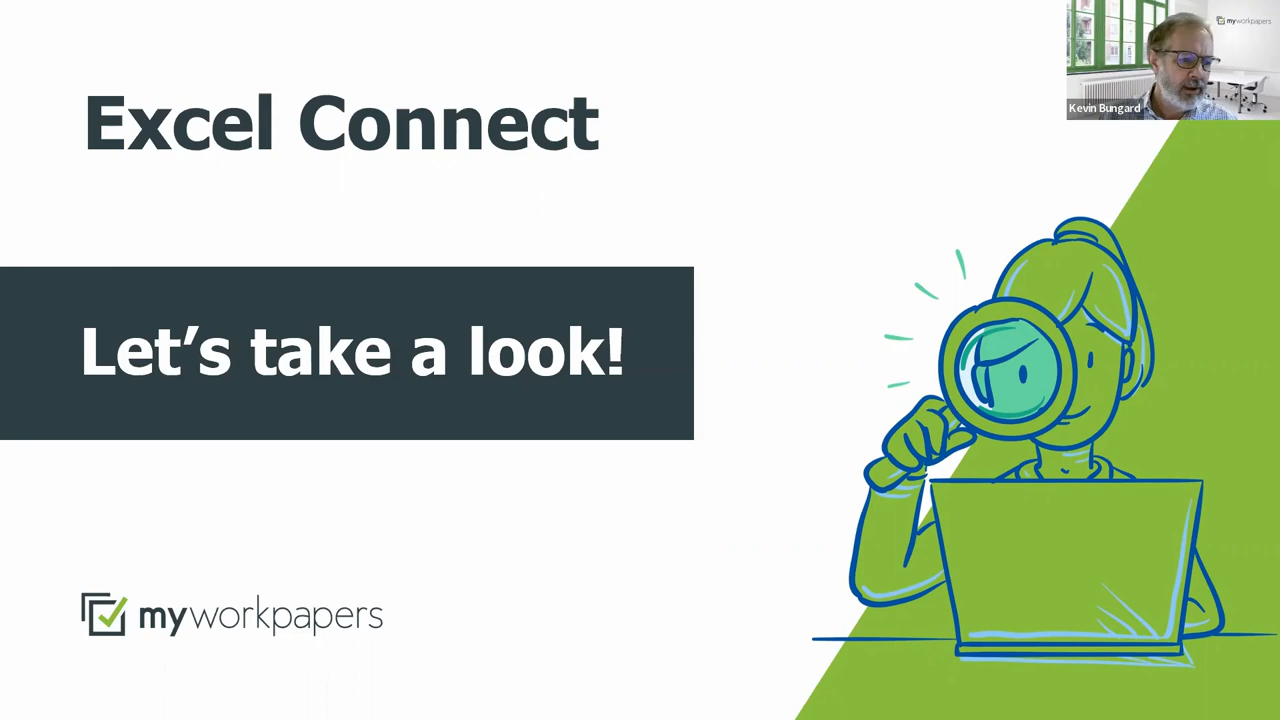 Excel Connect
Let's take a look!
myworkpapers
myworkpapers
Kevin Bungard